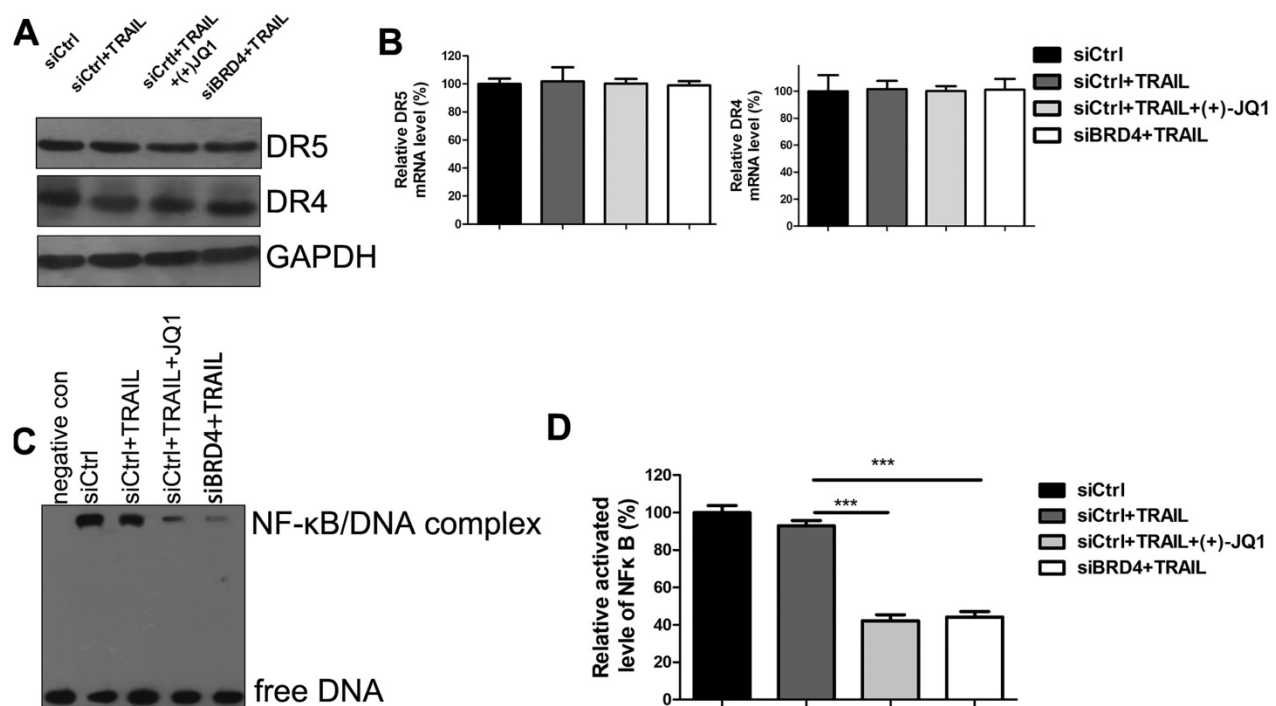 A
siCtrl
siCtrl+TRAIL
siCrtl+TRAIL
+(+)JQ1
siBRD4+TRAIL
DR5
DR4
GAPDH
B
Relative DR5
mRNA level (%)
120
100
80
60
40
20
0
Relative DR4
mRNA level (%)
100
80
60
40
20
0
siCtrl
siCtrl+TRAIL
siCtrl+TRAIL+(+)-JQ1
siBRD4+TRAIL
C
negative con
siCtrl
siCtrl+TRAIL
siCtrl+TRAIL+JQ1
siBRD4+TRAIL
NF-κB/DNA complex
free DNA
D
Relative activated
levle of NFκ B (%)
120
100
80
60
40
20
0
***
***
siCtrl
siCtrl+TRAIL
siCtrl+TRAIL+(+)-JQ1
siBRD4+TRAIL